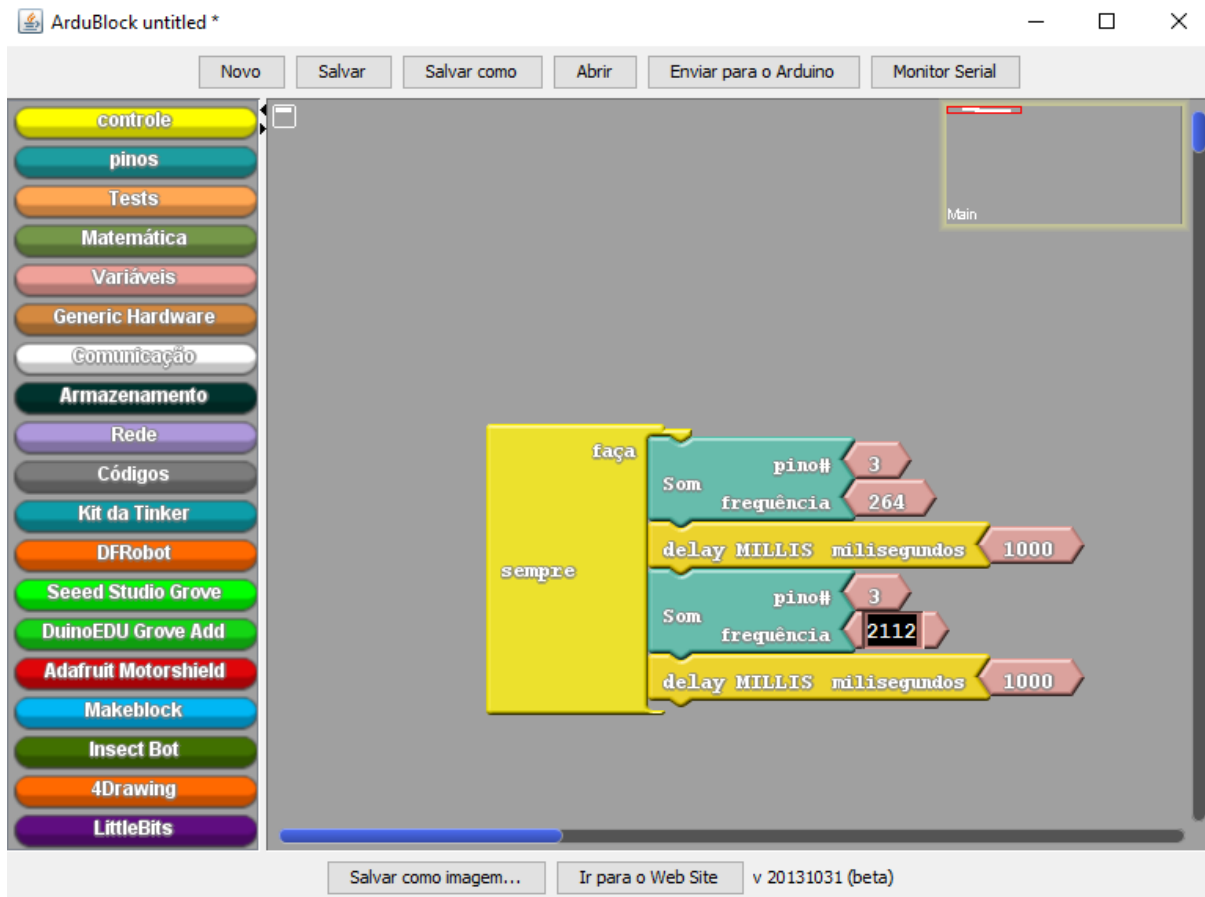 ArduBlock untitled *
Novo Salvar Salvar como Abrir Enviar para o Arduino Monitor Serial
controle
pinos
Tests
Matemática
Variáveis
Generic Hardware
Comunicação
Armazenamento
Rede
Códigos
Kit da Tinker
DFRobot
Seeed Studio Grove
DuinoEDU Grove Add
Adafruit Motorshield
Makeblock
Insect Bot
4Drawing
LittleBits
Main
sempre
faça
Som
pino# 3
frequência 264
delay MILLIS milisegundos 1000
Som
pino# 3
frequência 2112
delay MILLIS milisegundos 1000
Salvar como imagem... Ir para o Web Site v 20131031 (beta)